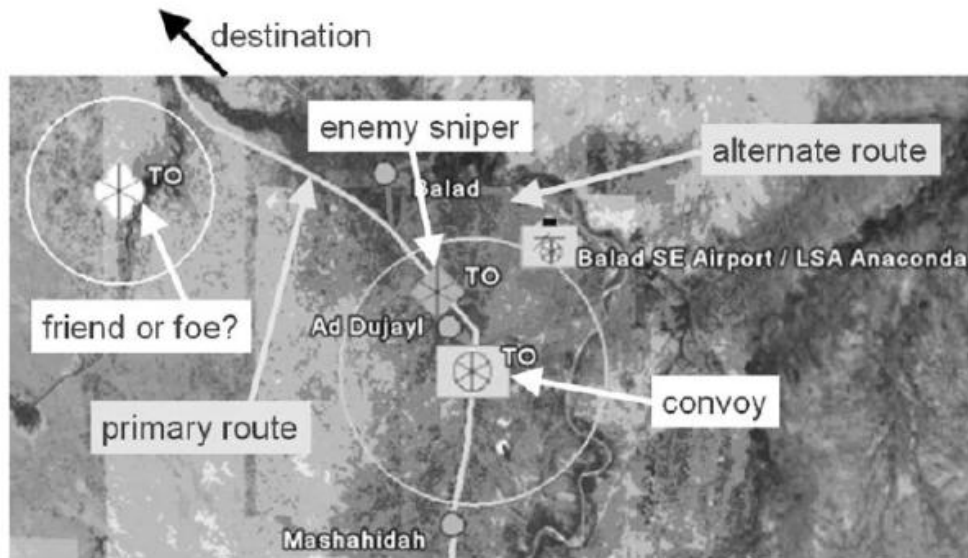 destination
enemy sniper
alternate route
TO
Balad
Balad SE Airport / LSA Anaconda
TO
friend or foe?
Ad Dujayl
TO
convoy
primary route
Mashahidah